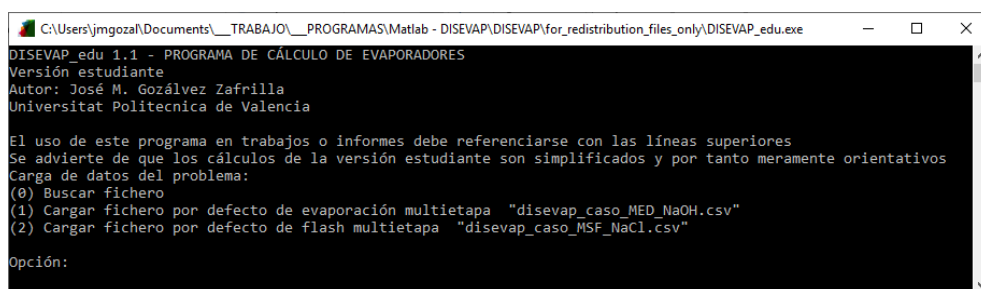 C:\Users\jmgozal\Documents\__TRABAJO\__PROGRAMAS\Matlab - DISEVAP\DISEVAP\for_redistribution_files_only\DISEVAP_edu.exe
DISEVAP_edu 1.1 - PROGRAMA DE CÁLCULO DE EVAPORADORES
Versión estudiante
Autor: José M. Gozálvez Zafrilla
Universitat Politecnica de Valencia
El uso de este programa en trabajos o informes debe referenciarse con las líneas superiores
Se advierte de que los cálculos de la versión estudiante son simplificados y por tanto meramente orientativos
Carga de datos del problema:
(0) Buscar fichero
(1) Cargar fichero por defecto de evaporación multietapa  "disevap_caso_MED_NaOH.csv"
(2) Cargar fichero por defecto de flash multietapa  "disevap_caso_MSF_NaCl.csv"
Opción: